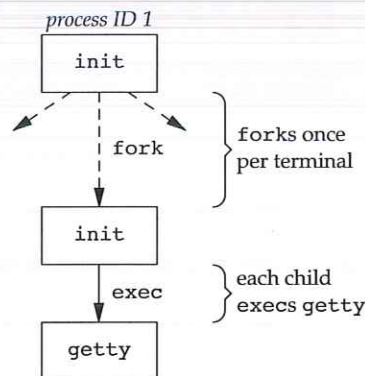 process ID 1
init
fork
forks once
per terminal
init
exec
each child
execs getty
getty